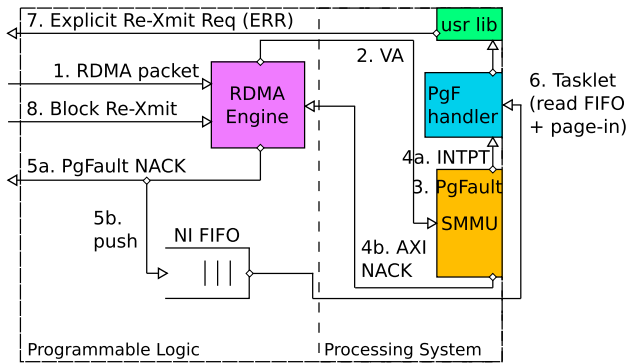 7. Explicit Re-Xmit Req (ERR)
usr lib
2. VA
1. RDMA packet
RDMA
Engine
PgF
handler
6. Tasklet
(read FIFO
+ page-in)
8. Block Re-Xmit
5a. PgFault NACK
4a. INTPT
3. PgFault
SMMU
5b.
push
NI FIFO
4b. AXI
NACK
Programmable Logic
Processing System